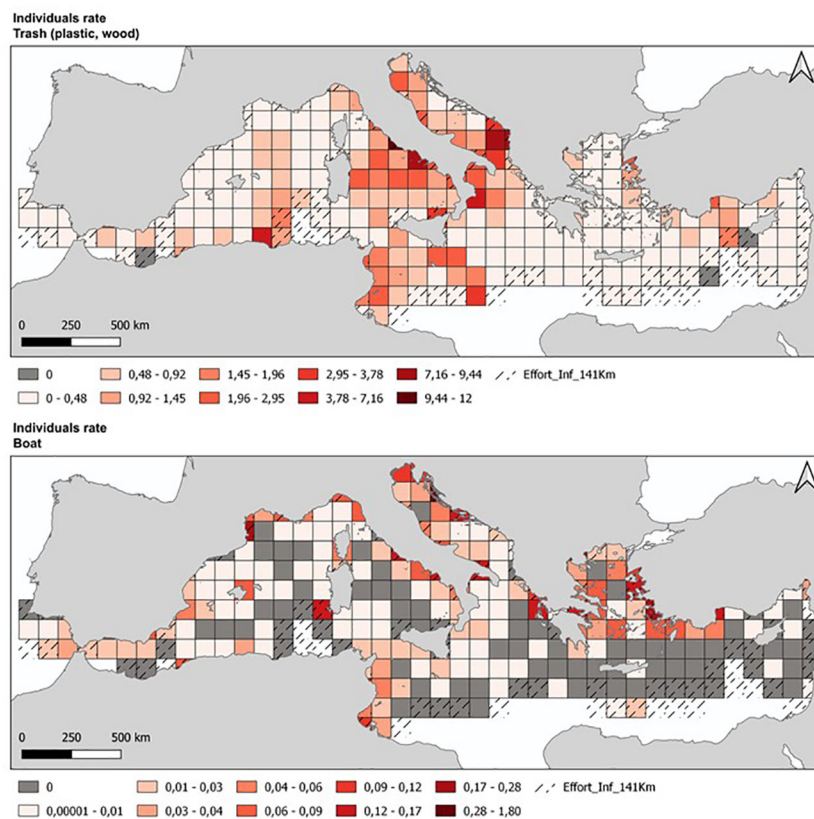 Individuals rate
Trash (plastic, wood)
0 250 500 km
0 0,48 - 0,92 1,45 - 1,96 2,95 - 3,78 7,16 - 9,44 Effort_Inf_141Km
0 - 0,48 0,92 - 1,45 1,96 - 2,95 3,78 - 7,16 9,44 - 12
Individuals rate
Boat
0 250 500 km
0 0,01 - 0,03 0,04 - 0,06 0,09 - 0,12 0,17 - 0,28 Effort_Inf_141Km
0,00001 - 0,01 0,03 - 0,04 0,06 - 0,09 0,12 - 0,17 0,28 - 1,80